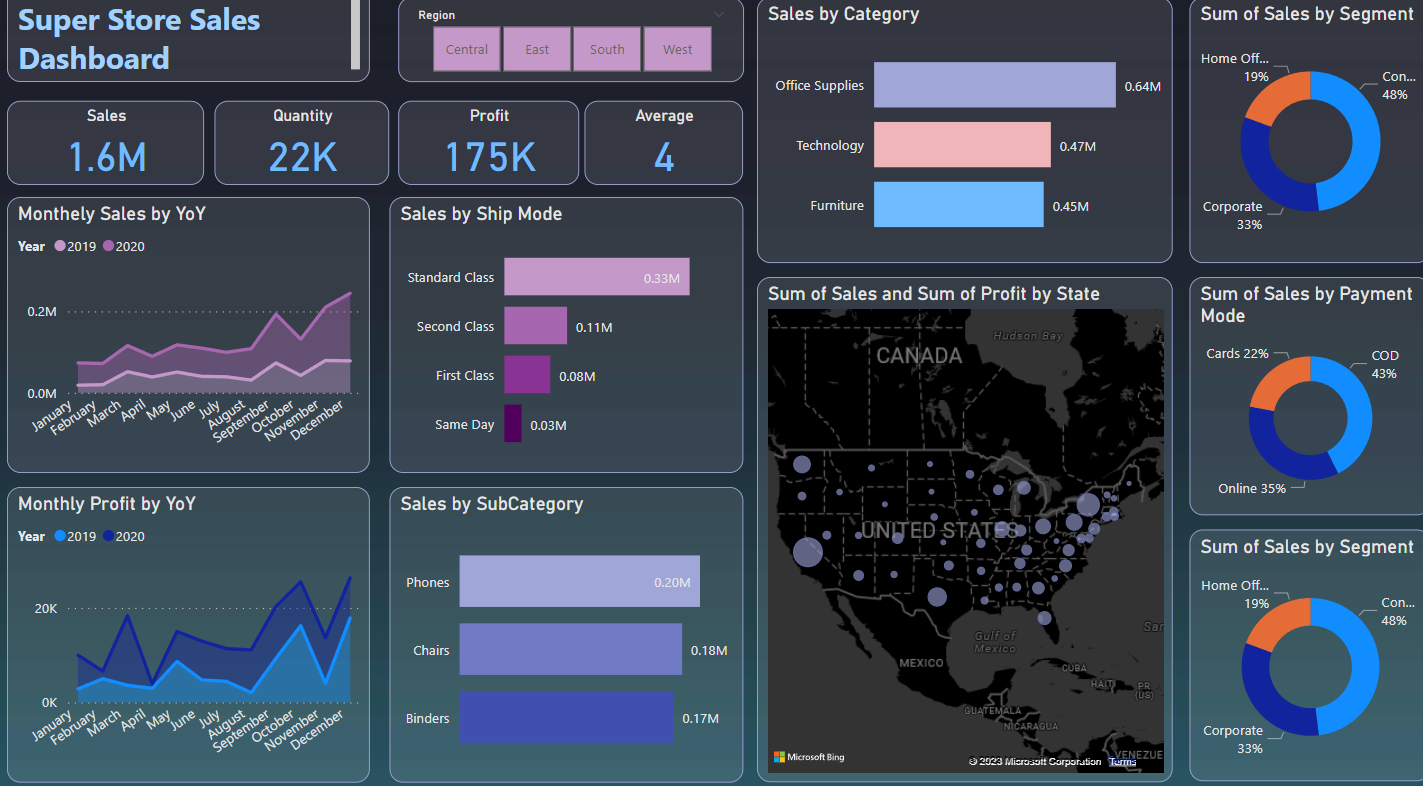 Super Store Sales
Dashboard
Region
Central
East
South
West
Sales
1.6M
Quantity
22K
Profit
175K
Average
4
Monthely Sales by YoY
Year 2019 2020
0.2M
0.0M
January
February
March
April
May
June
July
August
September
October
November
December
Sales by Ship Mode
Standard Class 0.33M
Second Class 0.11M
First Class 0.08M
Same Day 0.03M
Monthly Profit by YoY
Year 2019 2020
20K
0K
January
February
March
April
May
June
July
August
September
October
November
December
Sales by SubCategory
Phones 0.20M
Chairs 0.18M
Binders 0.17M
Sales by Category
Office Supplies 0.64M
Technology 0.47M
Furniture 0.45M
Sum of Sales and Sum of Profit by State
Hudson Bay
CANADA
UNITED STATES
Gulf of
Mexico
MEXICO
CUBA
HAITI
PR
(US)
San
GUATEMALA
NICARAGUA
VENEZUE
Microsoft Bing
© 2023 Microsoft Corporation Terms
Sum of Sales by Segment
Home Off...
19%
Con...
48%
Corporate
33%
Sum of Sales by Payment
Mode
Cards 22%
COD
43%
Online 35%
Sum of Sales by Segment
Home Off...
19%
Con...
48%
Corporate
33%